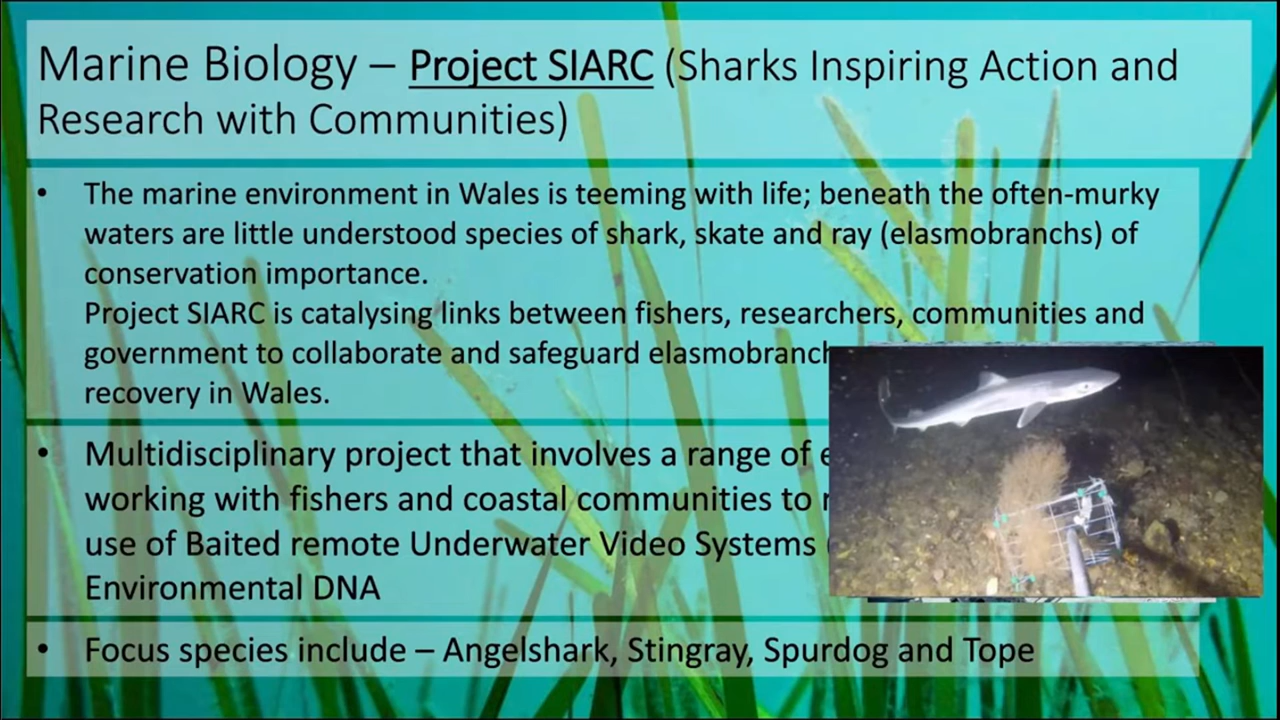 Marine Biology – Project SIARC (Sharks Inspiring Action and
Research with Communities)
• The marine environment in Wales is teeming with life; beneath the often-murky
waters are little understood species of shark, skate and ray (elasmobranchs) of
conservation importance.
Project SIARC is catalysing links between fishers, researchers, communities and
government to collaborate and safeguard elasmobranch
recovery in Wales.
• Multidisciplinary project that involves a range of
working with fishers and coastal communities to
use of Baited remote Underwater Video Systems
Environmental DNA
• Focus species include – Angelshark, Stingray, Spurdog and Tope